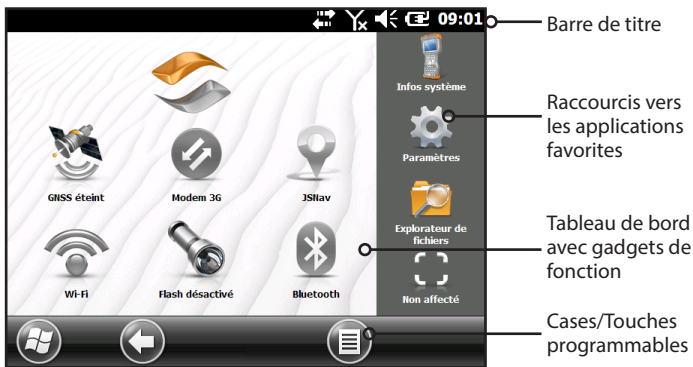 09:01
Barre de titre
Infos système
Raccourcis vers
les applications
favorites
Paramètres
GNSS éteint
Modem 3G
JSNav
Explorateur de
fichiers
Tableau de bord
avec gadgets de
fonction
Wi-Fi
Flash désactivé
Bluetooth
Non affecté
Cases/Touches
programmables